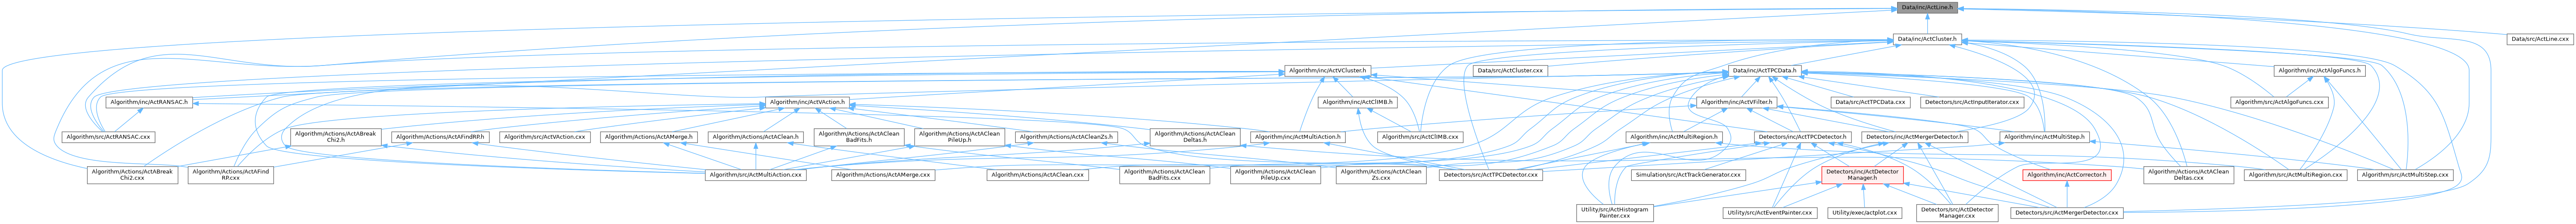 Data/inc/ActLine.h
Data/inc/ActCluster.h
Data/src/ActLine.cxx
Algorithm/inc/ActVCluster.h
Data/src/ActCluster.cxx
Data/inc/ActTPCData.h
Algorithm/inc/ActAlgoFuncs.h
Algorithm/inc/ActRANSAC.h
Algorithm/inc/ActVAction.h
Algorithm/inc/ActCliMB.h
Algorithm/inc/ActVFilter.h
Data/src/ActTPCData.cxx
Detectors/src/ActInputIterator.cxx
Algorithm/src/ActAlgoFuncs.cxx
Algorithm/src/ActRANSAC.cxx
Algorithm/Actions/ActABreak
Chi2.h
Algorithm/Actions/ActAFindRP.h
Algorithm/src/ActVAction.cxx
Algorithm/Actions/ActAMerge.h
Algorithm/Actions/ActAClean.h
Algorithm/Actions/ActAClean
BadFits.h
Algorithm/Actions/ActAClean
PileUp.h
Algorithm/Actions/ActACleanZs.h
Algorithm/Actions/ActAClean
Deltas.h
Algorithm/inc/ActMultiAction.h
Algorithm/src/ActCliMB.cxx
Algorithm/inc/ActMultiRegion.h
Detectors/inc/ActTPCDetector.h
Detectors/inc/ActMergerDetector.h
Algorithm/inc/ActMultiStep.h
Algorithm/Actions/ActABreak
Chi2.cxx
Algorithm/Actions/ActAFind
RP.cxx
Algorithm/src/ActMultiAction.cxx
Algorithm/Actions/ActAMerge.cxx
Algorithm/Actions/ActAClean.cxx
Algorithm/Actions/ActAClean
BadFits.cxx
Algorithm/Actions/ActAClean
PileUp.cxx
Algorithm/Actions/ActAClean
Zs.cxx
Detectors/src/ActTPCDetector.cxx
Simulation/src/ActTrackGenerator.cxx
Detectors/inc/ActDetector
Manager.h
Algorithm/inc/ActCorrector.h
Algorithm/Actions/ActAClean
Deltas.cxx
Algorithm/src/ActMultiRegion.cxx
Algorithm/src/ActMultiStep.cxx
Utility/src/ActHistogram
Painter.cxx
Utility/src/ActEventPainter.cxx
Utility/exec/actplot.cxx
Detectors/src/ActDetector
Manager.cxx
Detectors/src/ActMergerDetector.cxx